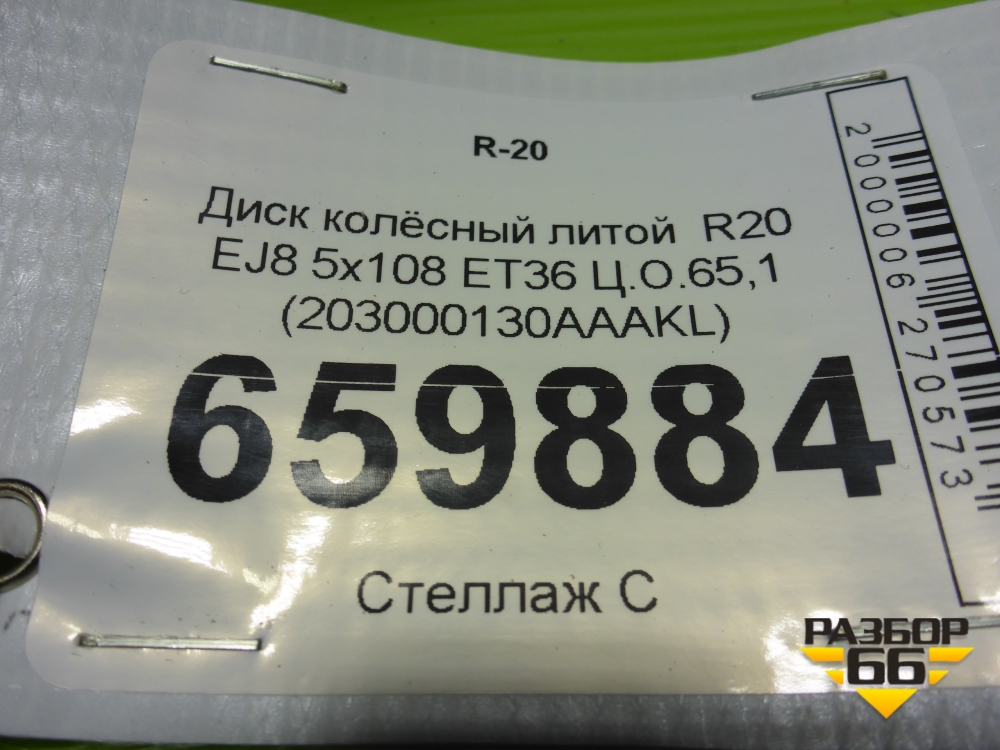 R-20
Диск колёсный литой R20
EJ8 5x108 ET36 Ц.О.65,1
(203000130AAAKL)
659884
Стеллаж С
2000006270573
РАЗБОР
66